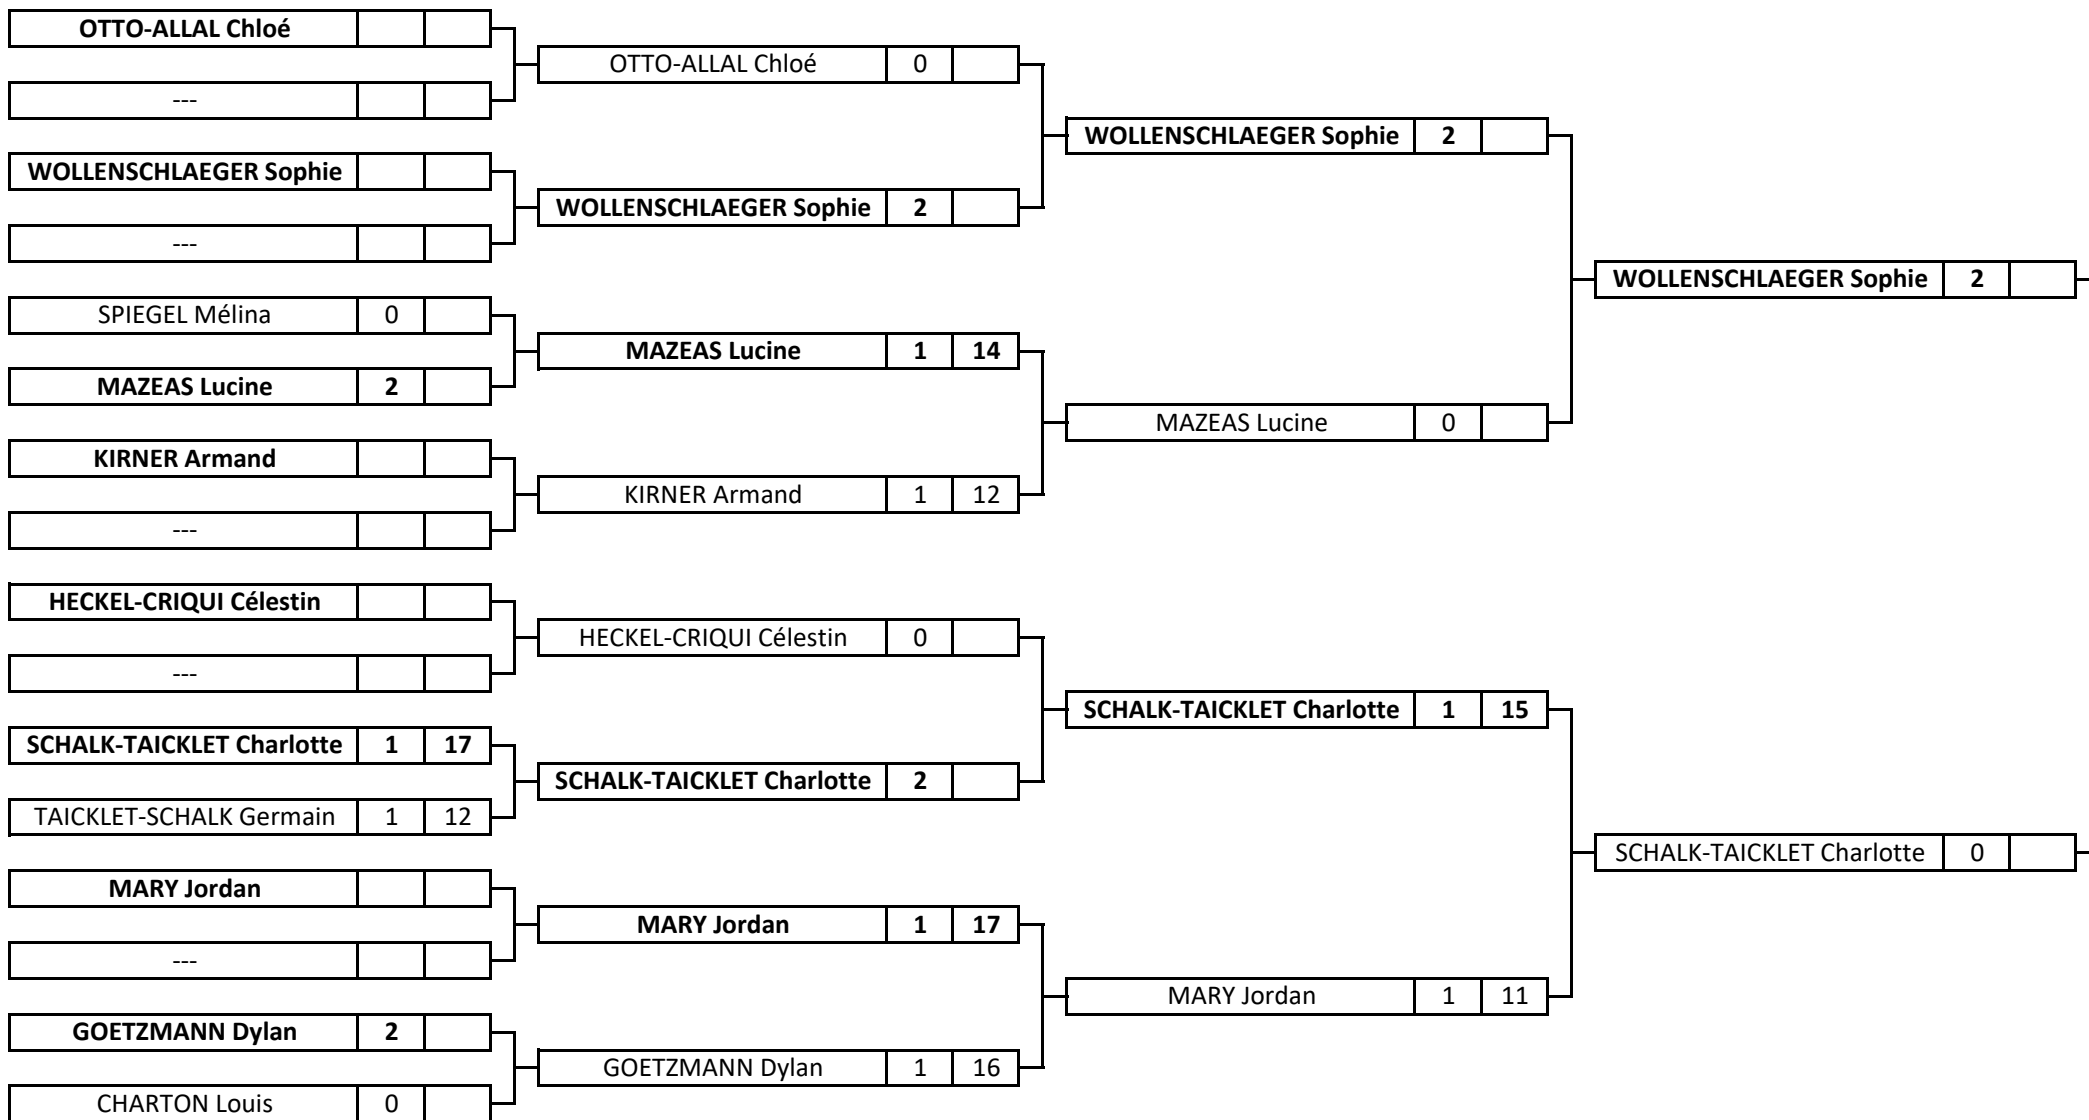 OTTO-ALLAL Chloé
---
WOLLENSCHLAEGER Sophie
---
SPIEGEL Mélina 0
MAZEAS Lucine 2
KIRNER Armand
---
HECKEL-CRIQUI Célestin
---
SCHALK-TAICKLET Charlotte 1 17
TAICKLET-SCHALK Germain 1 12
MARY Jordan
---
GOETZMANN Dylan 2
CHARTON Louis 0
OTTO-ALLAL Chloé 0
WOLLENSCHLAEGER Sophie 2
MAZEAS Lucine 1 14
KIRNER Armand 1 12
HECKEL-CRIQUI Célestin 0
SCHALK-TAICKLET Charlotte 2
MARY Jordan 1 17
GOETZMANN Dylan 1 16
WOLLENSCHLAEGER Sophie 2
MAZEAS Lucine 0
SCHALK-TAICKLET Charlotte 1 15
MARY Jordan 1 11
WOLLENSCHLAEGER Sophie 2
SCHALK-TAICKLET Charlotte 0